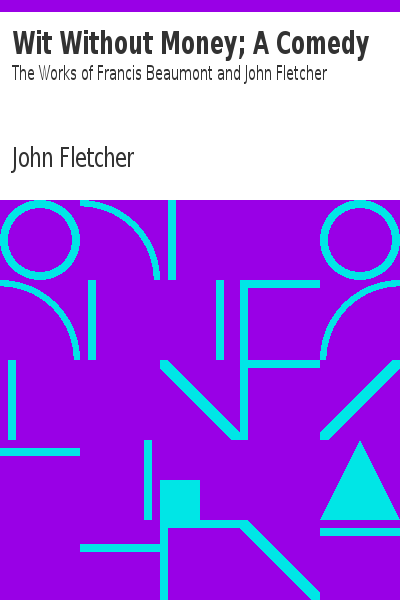 Wit Without Money; A Comedy
The Works of Francis Beaumont and John Fletcher
John Fletcher